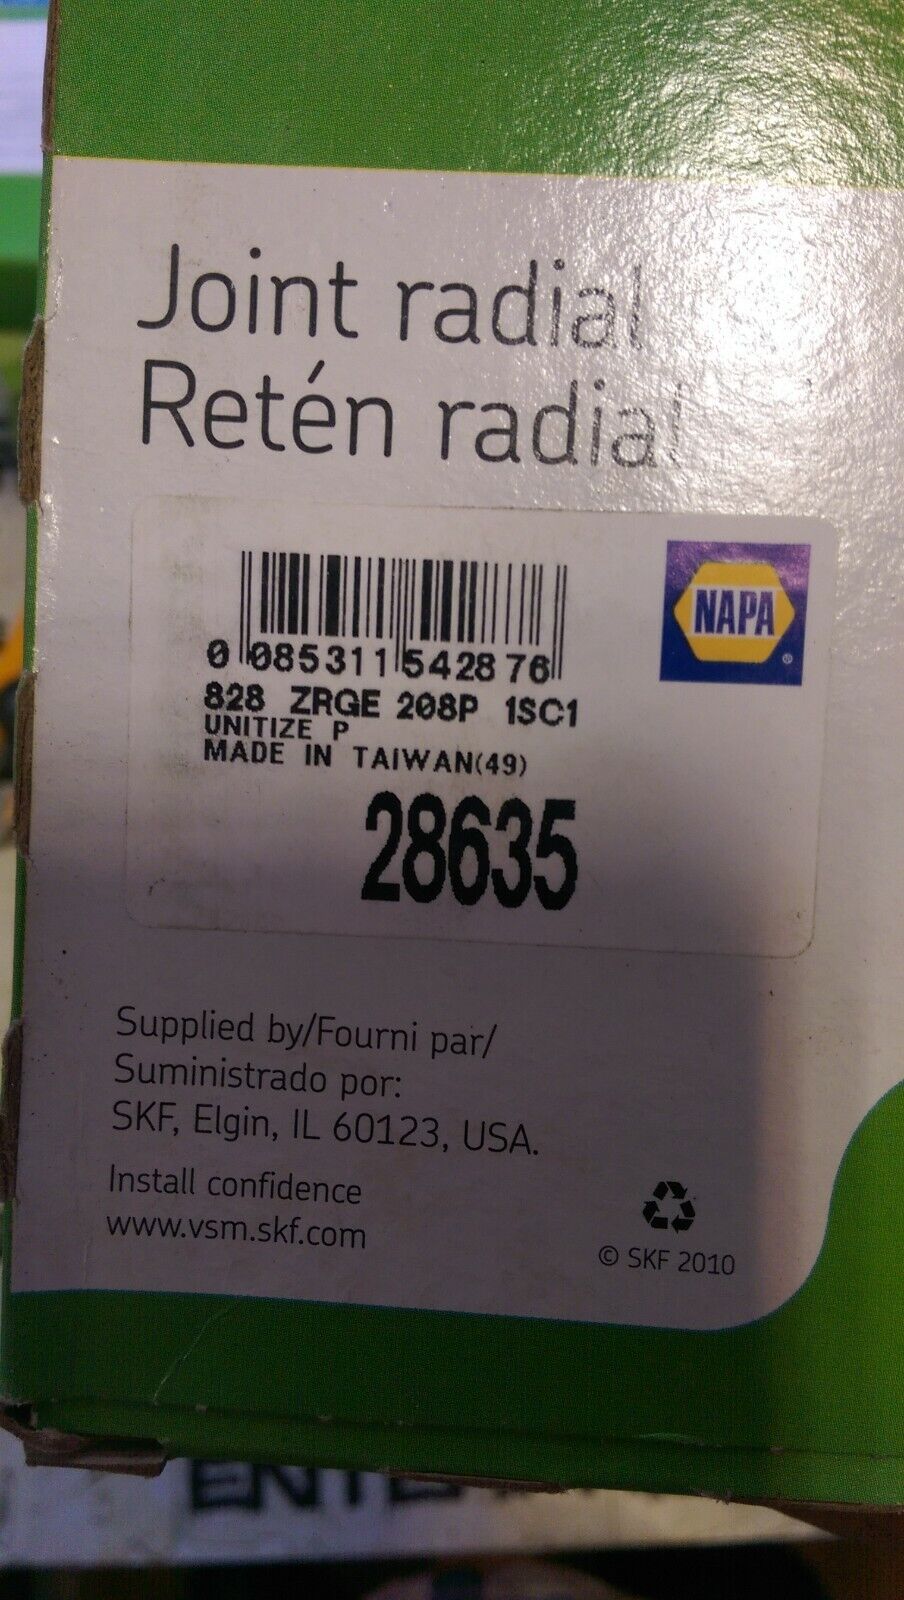 Joint radial
Retén radial
NAPA
®
0 085311 542876
828 ZRGE 208P 1SC1
UNITIZE P
MADE IN TAIWAN(49)
28635
Supplied by/Fourni par/
Suministrado por:
SKF, Elgin, IL 60123, USA.
Install confidence
www.vsm.skf.com
© SKF 2010